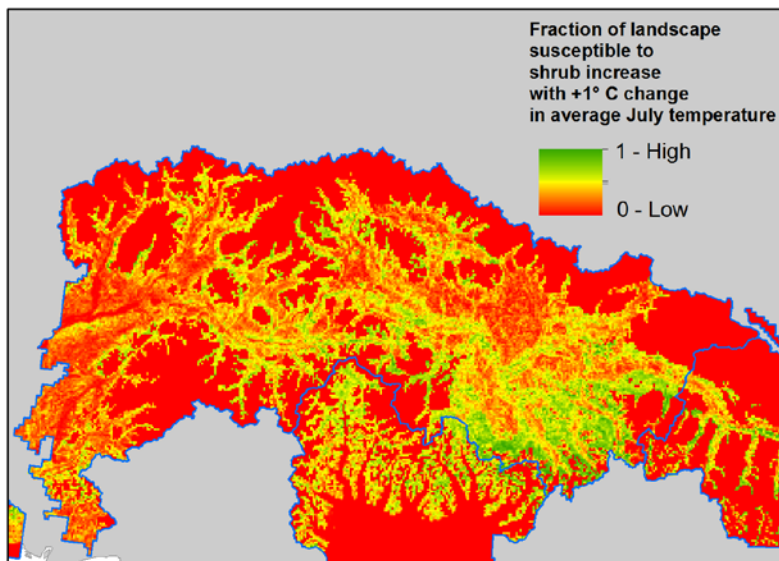 Fraction of landscape
susceptible to
shrub increase
with +1° C change
in average July temperature
1 - High
0 - Low